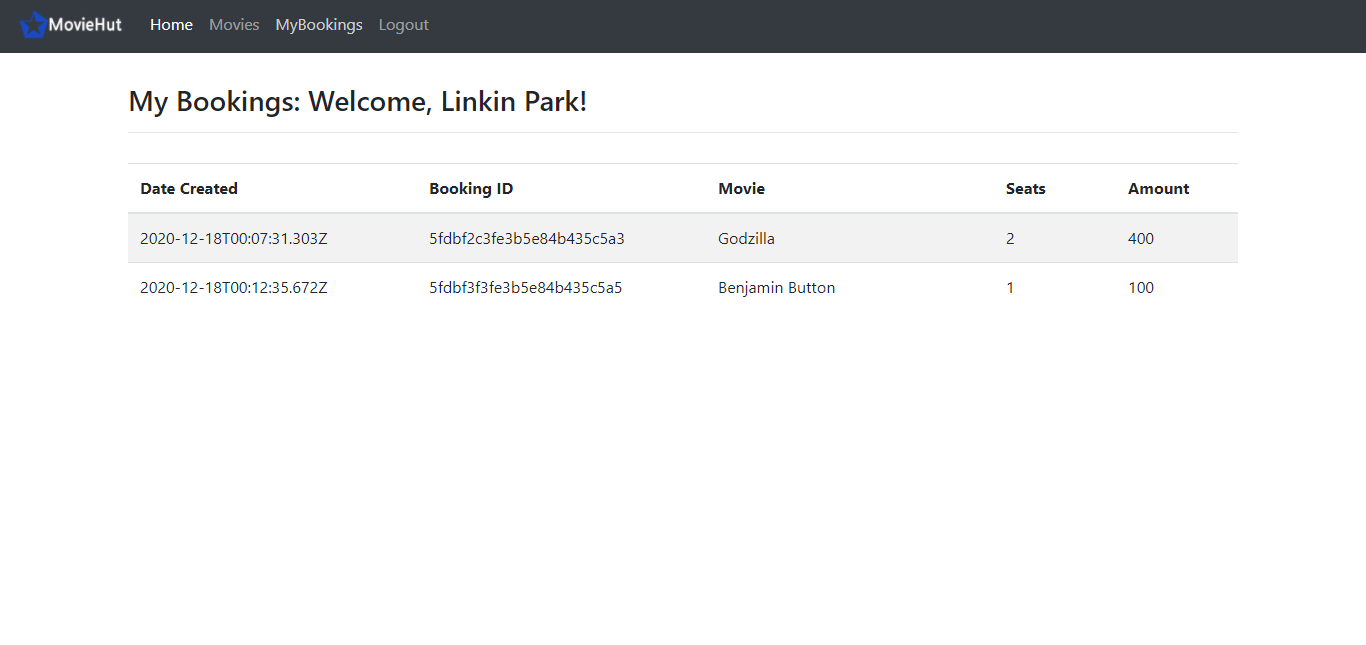 MovieHut Home Movies MyBookings Logout
My Bookings: Welcome, Linkin Park!
Date Created Booking ID Movie Seats Amount
2020-12-18T00:07:31.303Z 5fdbf2c3fe3b5e84b435c5a3 Godzilla 2 400
2020-12-18T00:12:35.672Z 5fdbf3f3fe3b5e84b435c5a5 Benjamin Button 1 100